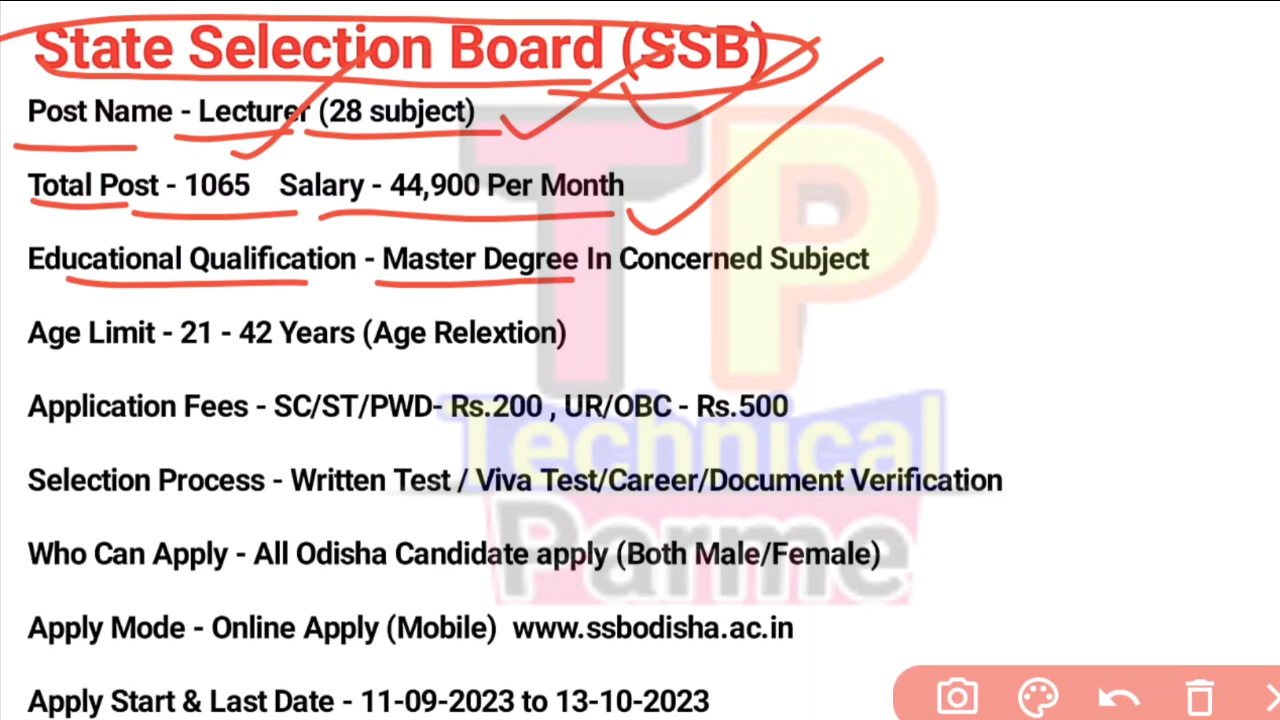 State Selection Board (SSB)
Post Name - Lecturer (28 subject)
Total Post - 1065 Salary - 44,900 Per Month
Educational Qualification - Master Degree In Concerned Subject
Age Limit - 21 - 42 Years (Age Relextion)
Application Fees - SC/ST/PWD- Rs.200 , UR/OBC - Rs.500
Selection Process - Written Test / Viva Test/Career/Document Verification
Who Can Apply - All Odisha Candidate apply (Both Male/Female)
Apply Mode - Online Apply (Mobile) www.ssbodisha.ac.in
Apply Start & Last Date - 11-09-2023 to 13-10-2023
TP
Technical
Parme